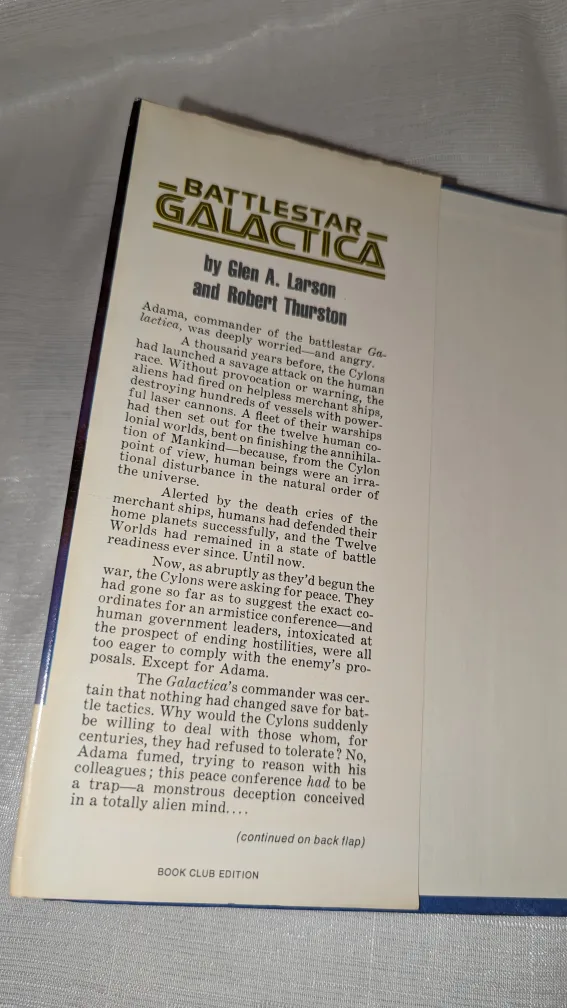 BATTLESTAR
GALACTICA
by Glen A. Larson
and Robert Thurston
Adama, commander of the battlestar Ga-
lactica, was deeply worried—and angry.
A thousand years before, the Cylons
had launched a savage attack on the human
race. Without provocation or warning, the
aliens had fired on helpless merchant ships,
destroying hundreds of vessels with power-
ful laser cannons. A fleet of their warships
had then set out for the twelve human co-
lonial worlds, bent on finishing the annihila-
tion of Mankind—because, from the Cylon
point of view, human beings were an irra-
tional disturbance in the natural order of
the universe.
Alerted by the death cries of the
merchant ships, humans had defended their
home planets successfully, and the Twelve
Worlds had remained in a state of battle
readiness ever since. Until now.
Now, as abruptly as they'd begun the
war, the Cylons were asking for peace. They
had gone so far as to suggest the exact co-
ordinates for an armistice conference—and
human government leaders, intoxicated at
the prospect of ending hostilities, were all
too eager to comply with the enemy's pro-
posals. Except for Adama.
The Galactica's commander was cer-
tain that nothing had changed save for bat-
tle tactics. Why would the Cylons suddenly
be willing to deal with those whom, for
centuries, they had refused to tolerate? No,
Adama fumed, trying to reason with his
colleagues; this peace conference had to be
a trap—a monstrous deception conceived
in a totally alien mind....
(continued on back flap)
BOOK CLUB EDITION